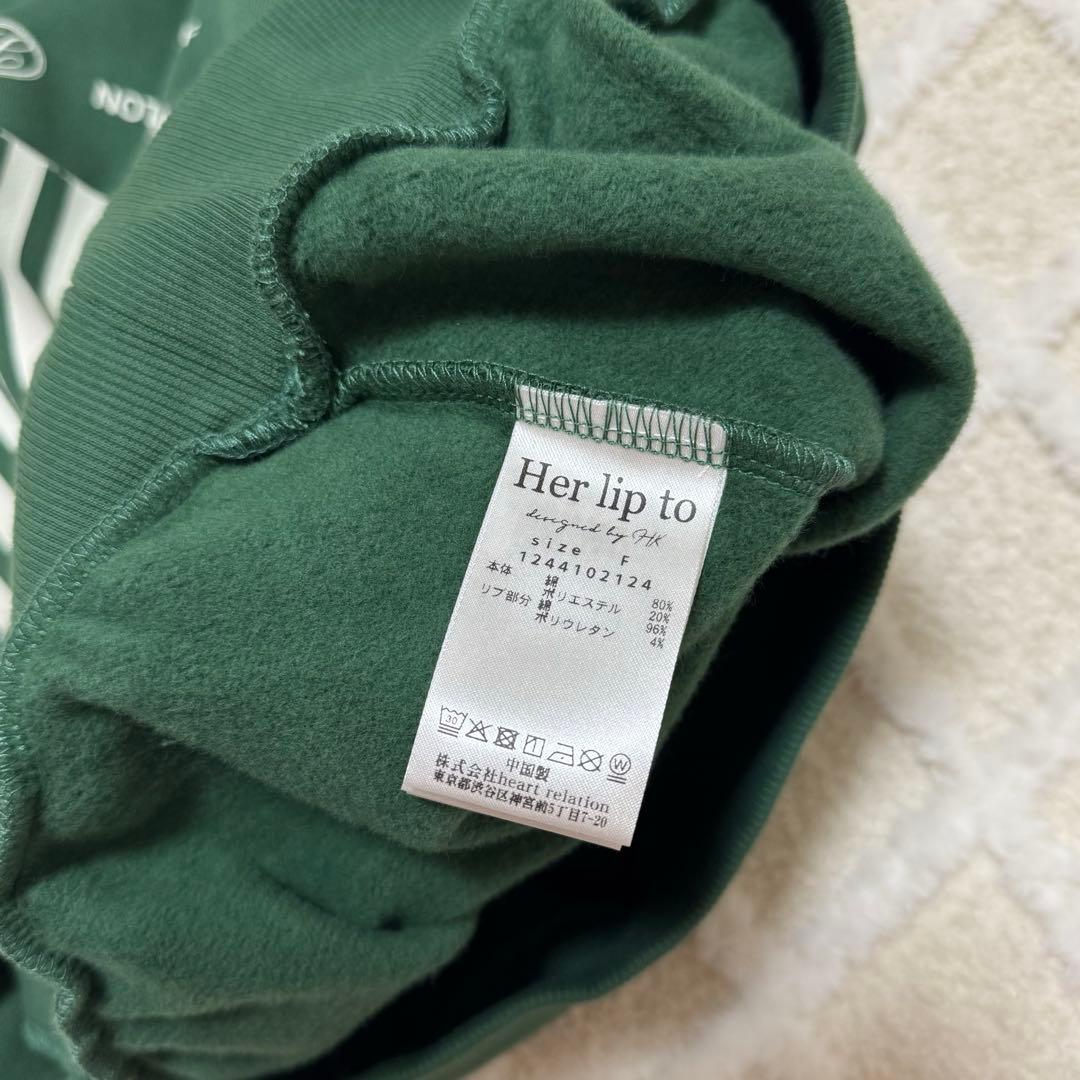 LON
Her lip to
designed by HK
size F
1244102124
本体 綿 80%
ポリエステル 20%
リブ部分 綿 96%
ポリウレタン 4%
30
W
中国製
株式会社heart relation
東京都渋谷区神宮前5丁目7-20